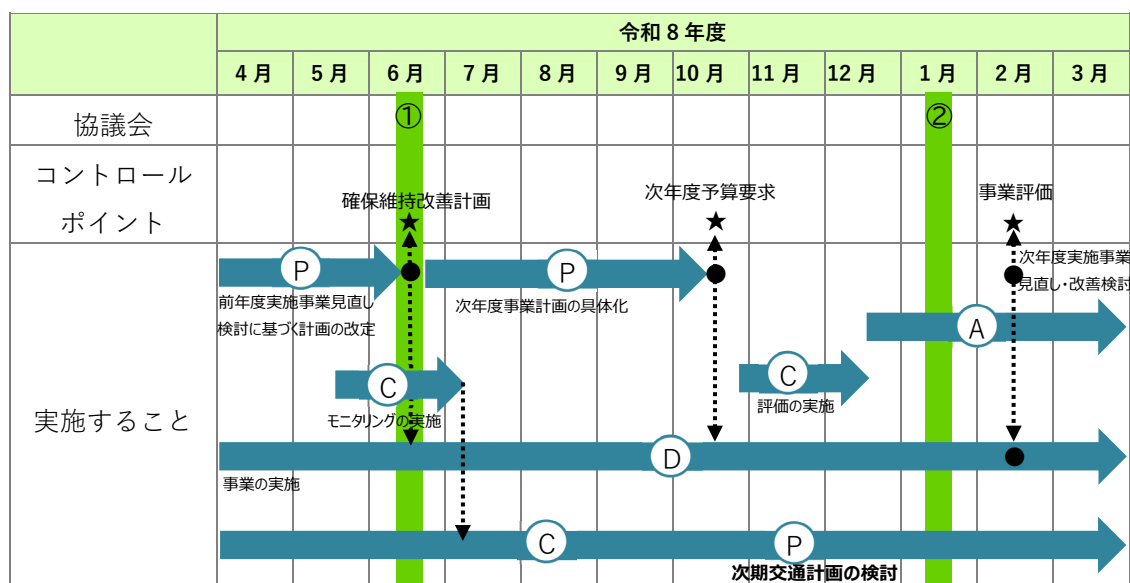 令和8年度
4月 5月 6月 7月 8月 9月 10月 11月 12月 1月 2月 3月
協議会
① ②
コントロール
ポイント
確保維持改善計画
★
次年度予算要求
★
事業評価
★
実施すること
P
前年度実施事業見直し
検討に基づく計画の改定
P
次年度事業計画の具体化
次年度実施事業
見直し・改善検討
A
C
モニタリングの実施
C
評価の実施
D
事業の実施
C
P
次期交通計画の検討